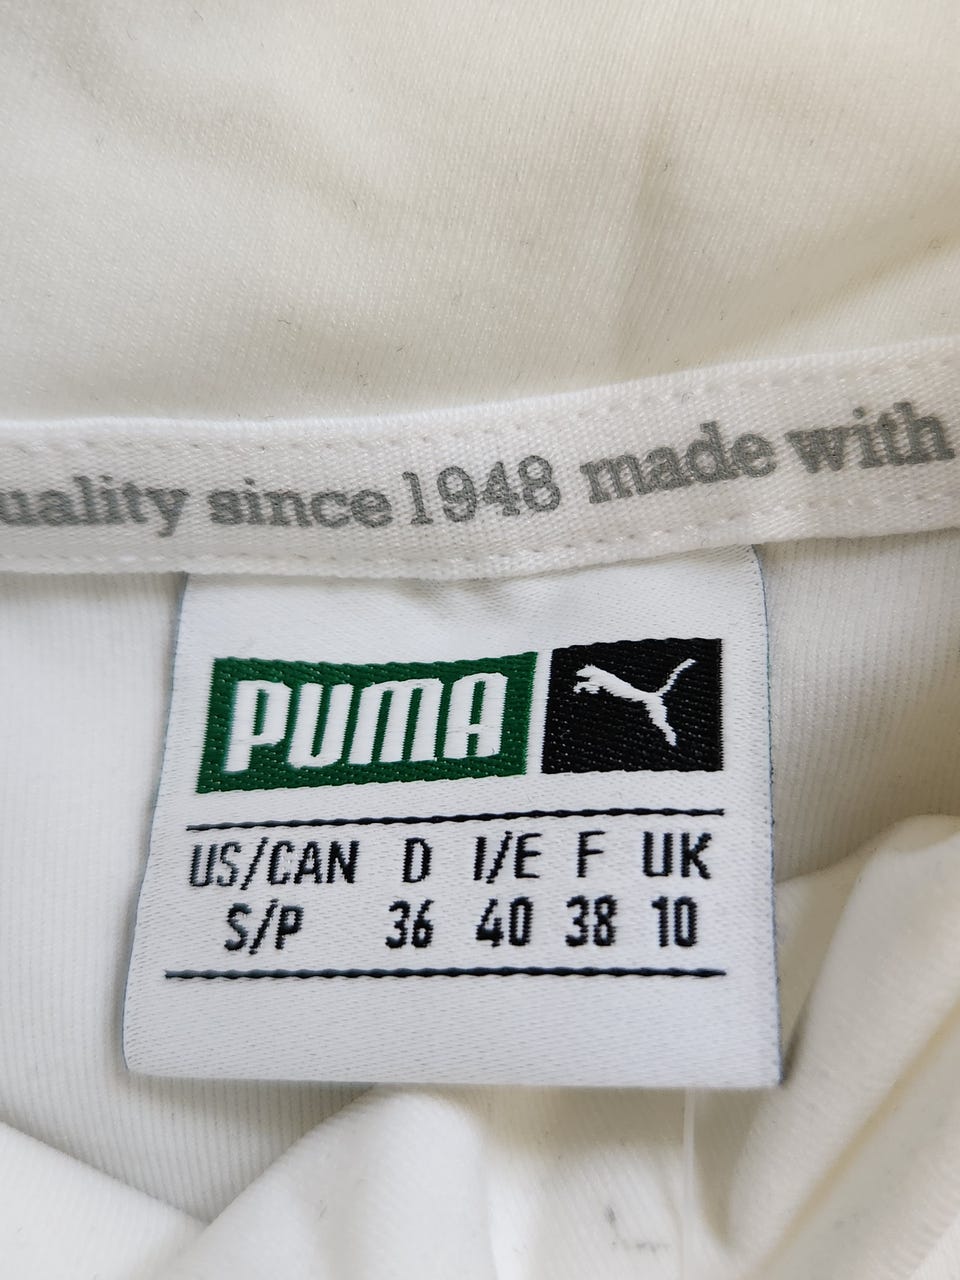 uality since 1948 made with
PUMA
US/CAN D I/E F UK
S/P 36 40 38 10